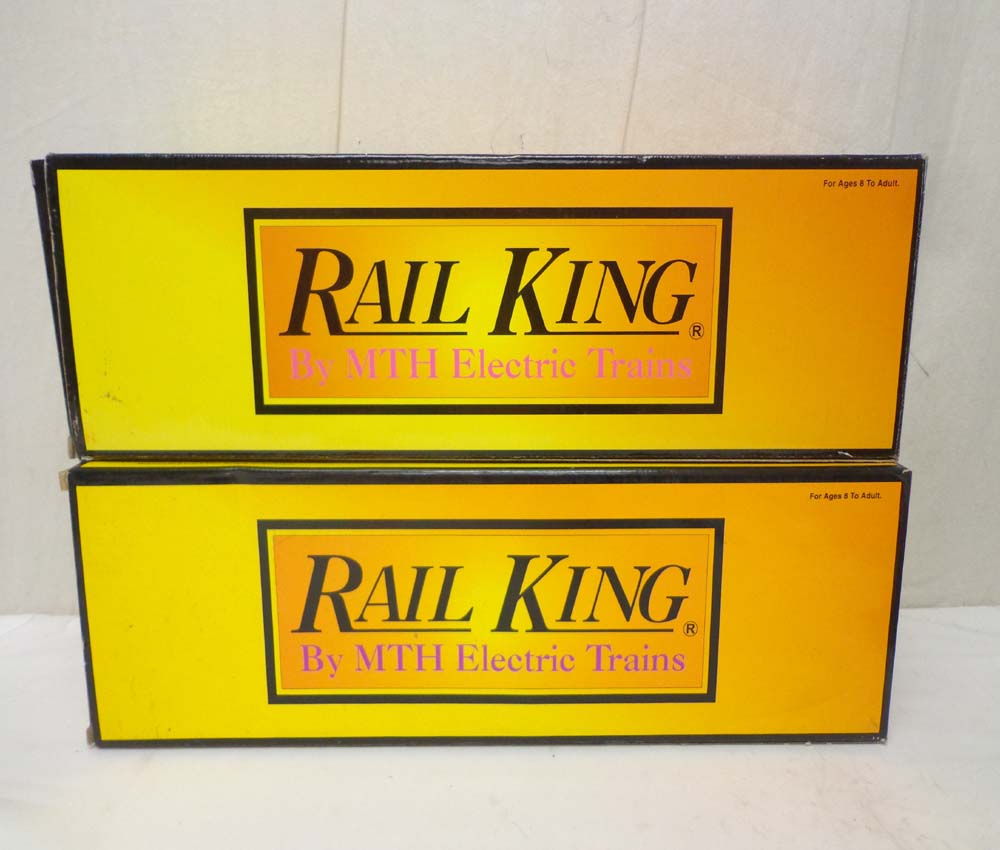 For Ages 8 To Adult.
RAIL KING®
By MTH Electric Trains
For Ages 8 To Adult.
RAIL KING®
By MTH Electric Trains